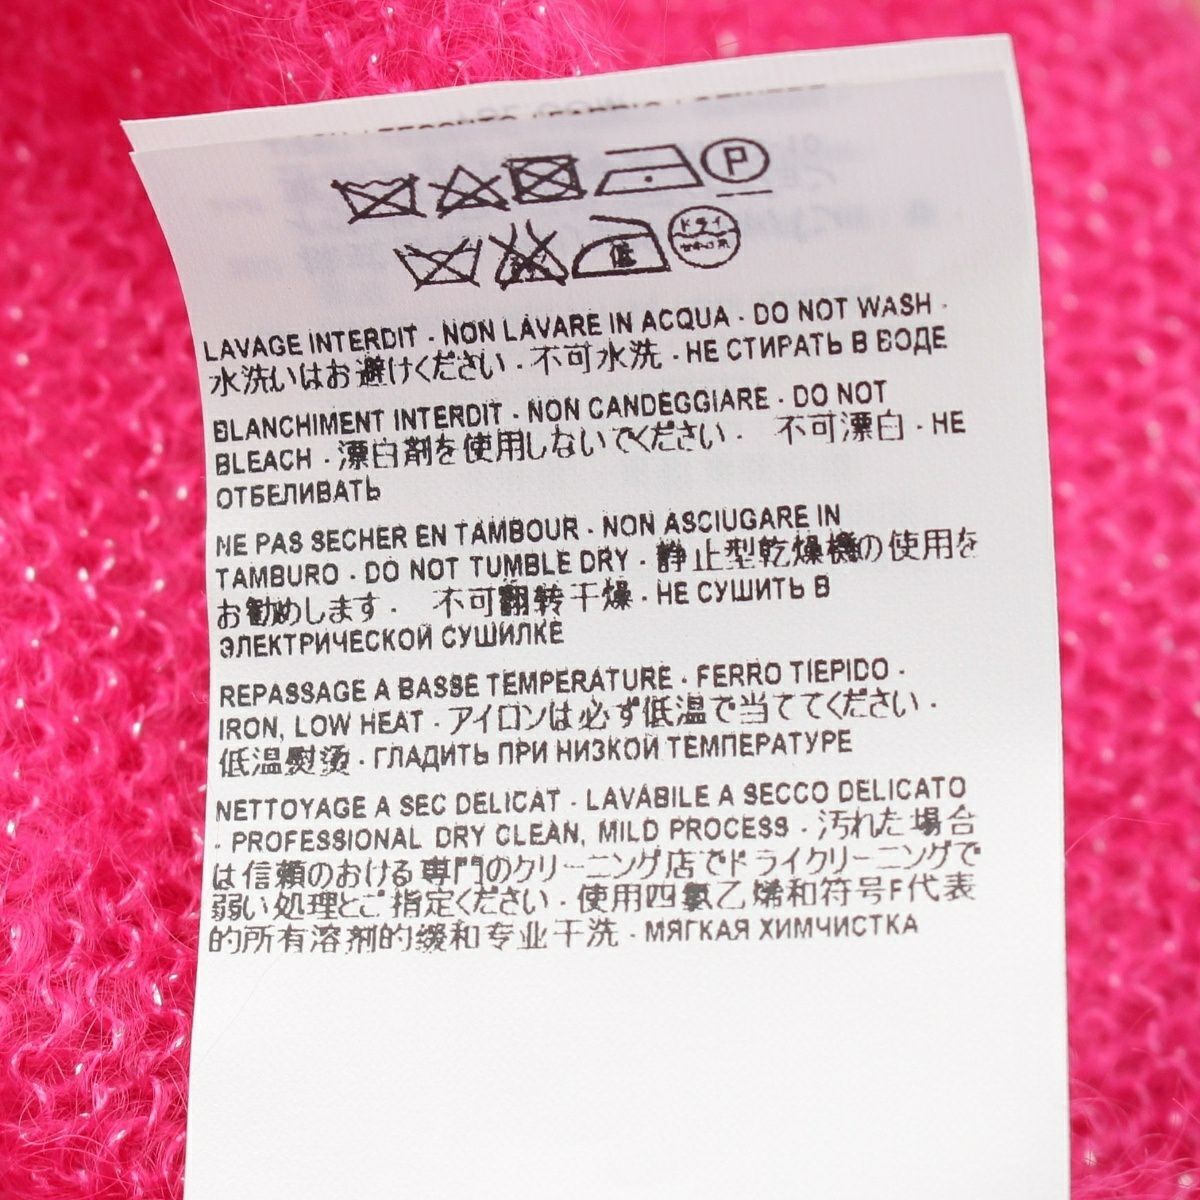 P
ドライ
低
LAVAGE INTERDIT · NON LAVARE IN ACQUA · DO NOT WASH ·
水洗いはお避けください · 不可水洗 · НЕ СТИРАТЬ В ВОДЕ
BLANCHIMENT INTERDIT · NON CANDEGGIARE · DO NOT
BLEACH · 漂白剤を使用しないでください · 不可漂白 · НЕ
ОТБЕЛИВАТЬ
NE PAS SECHER EN TAMBOUR · NON ASCIUGARE IN
TAMBURO · DO NOT TUMBLE DRY · 静止型乾燥機の使用を
お勧めします · 不可翻转干燥 · НЕ СУШИТЬ В
ЭЛЕКТРИЧЕСКОЙ СУШИЛКЕ
REPASSAGE A BASSE TEMPERATURE · FERRO TIEPIDO ·
IRON, LOW HEAT · アイロンは必ず低温で当ててください ·
低温熨烫 · ГЛАДИТЬ ПРИ НИЗКОЙ ТЕМПЕРАТУРЕ
NETTOYAGE A SEC DELICAT · LAVABILE A SECCO DELICATO
· PROFESSIONAL DRY CLEAN, MILD PROCESS · 汚れた場合
は信頼のおける専門のクリーニング店でドライクリーニングで
弱い処理とご指定ください · 使用四氯乙烯和符号F代表
的所有溶剂的缓和专业干洗 · МЯГКАЯ ХИМЧИСТКА